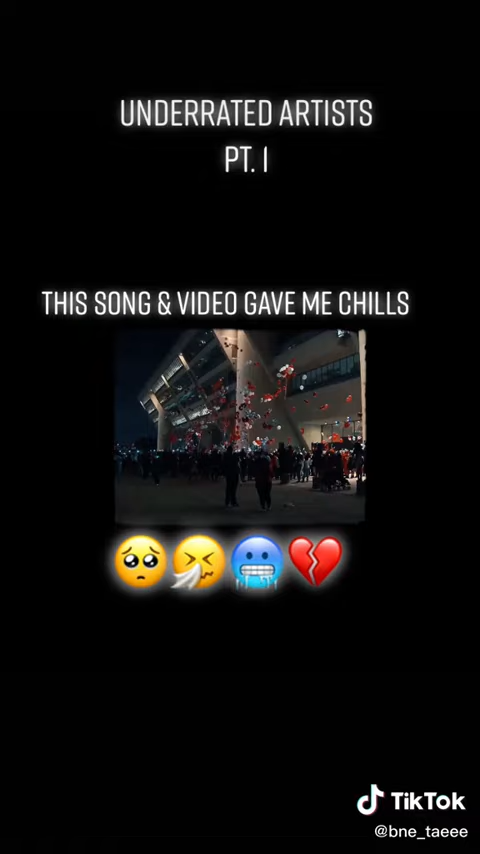 UNDERRATED ARTISTS
PT. 1
THIS SONG & VIDEO GAVE ME CHILLS
TikTok
@bne_taeee